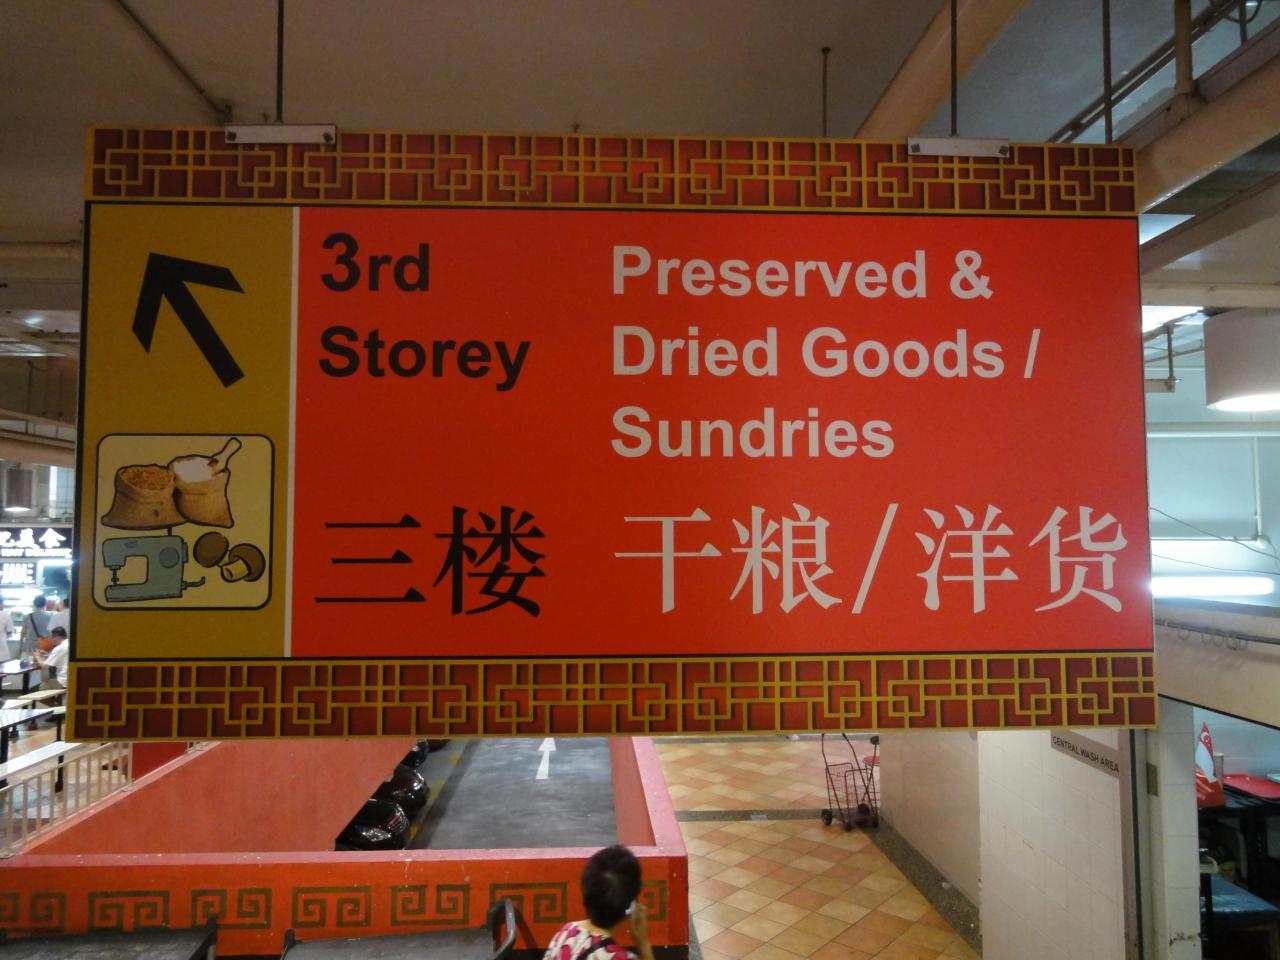 3rd
Storey
Preserved &
Dried Goods /
Sundries
三楼
干粮/洋货
CENTRAL WASH AREA